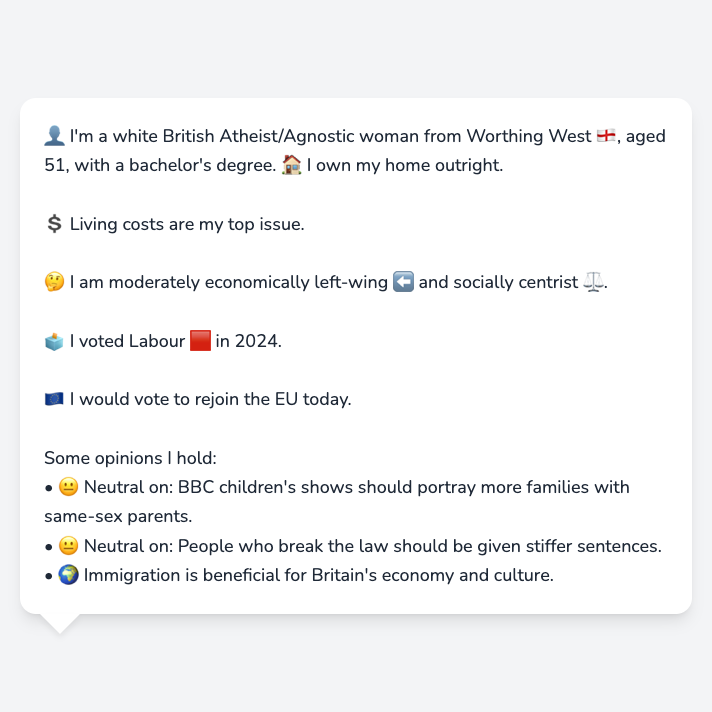 👤 I'm a white British Atheist/Agnostic woman from Worthing West 🏴󠁧󠁢󠁥󠁮󠁧󠁿, aged
51, with a bachelor's degree. 🏠 I own my home outright.
💲 Living costs are my top issue.
🤔 I am moderately economically left-wing ⬅️ and socially centrist ⚖️.
🗳️ I voted Labour 🟥 in 2024.
🇪🇺 I would vote to rejoin the EU today.
Some opinions I hold:
• 😐 Neutral on: BBC children's shows should portray more families with
same-sex parents.
• 😐 Neutral on: People who break the law should be given stiffer sentences.
• 🌍 Immigration is beneficial for Britain's economy and culture.